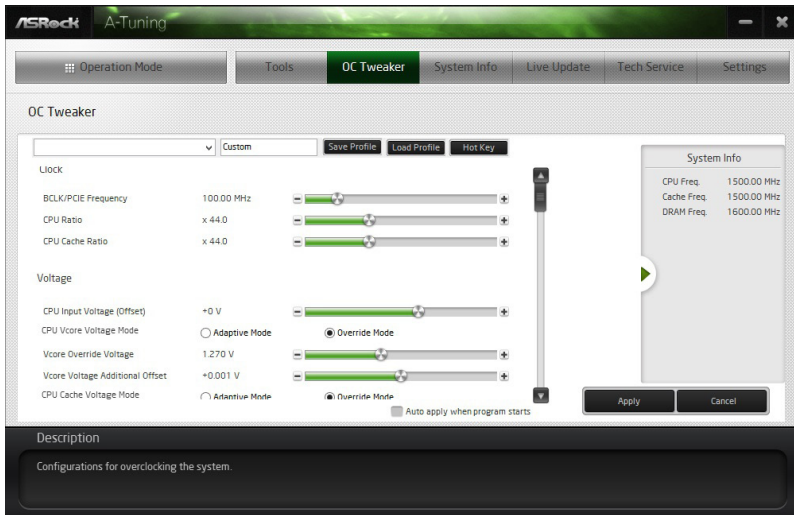 ASRock A-Tuning
Operation Mode Tools OC Tweaker System Info Live Update Tech Service Settings
OC Tweaker
Custom Save Profile Load Profile Hot Key
Clock
BCLK/PCIE Frequency 100.00 MHz
CPU Ratio x 44.0
CPU Cache Ratio x 44.0
Voltage
CPU Input Voltage (Offset) +0 V
CPU Vcore Voltage Mode Adaptive Mode Override Mode
Vcore Override Voltage 1.270 V
Vcore Voltage Additional Offset +0.001 V
CPU Cache Voltage Mode Adaptive Mode Override Mode
Auto apply when program starts
System Info
CPU Freq. 1500.00 MHz
Cache Freq. 1500.00 MHz
DRAM Freq. 1600.00 MHz
Apply Cancel
Description
Configurations for overclocking the system.